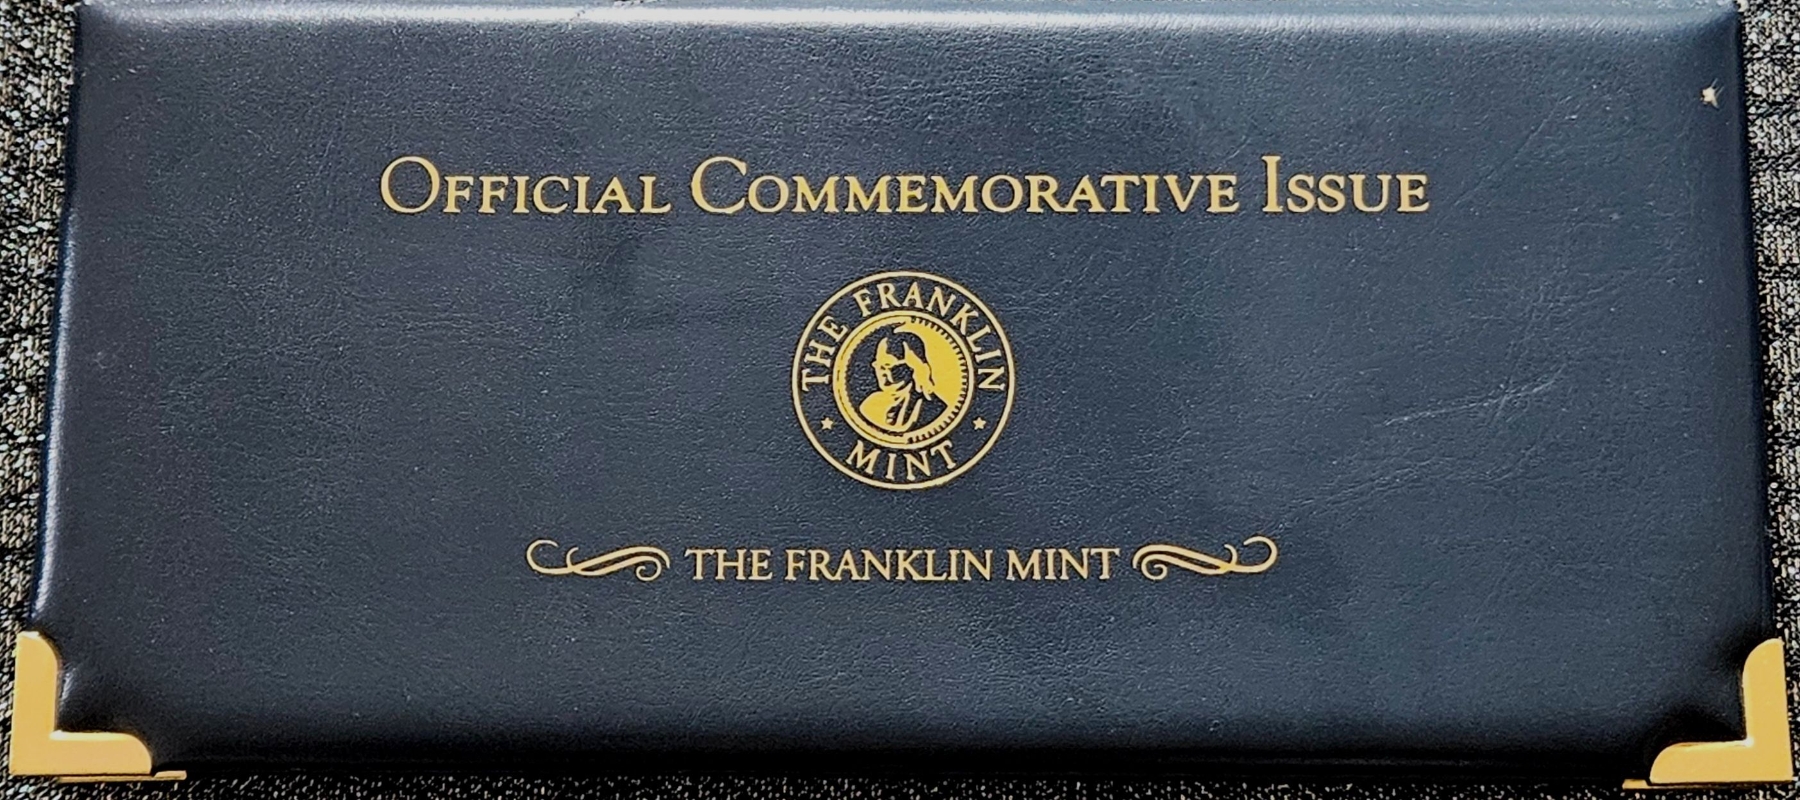 Official Commemorative Issue
THE FRANKLIN
MINT
THE FRANKLIN MINT